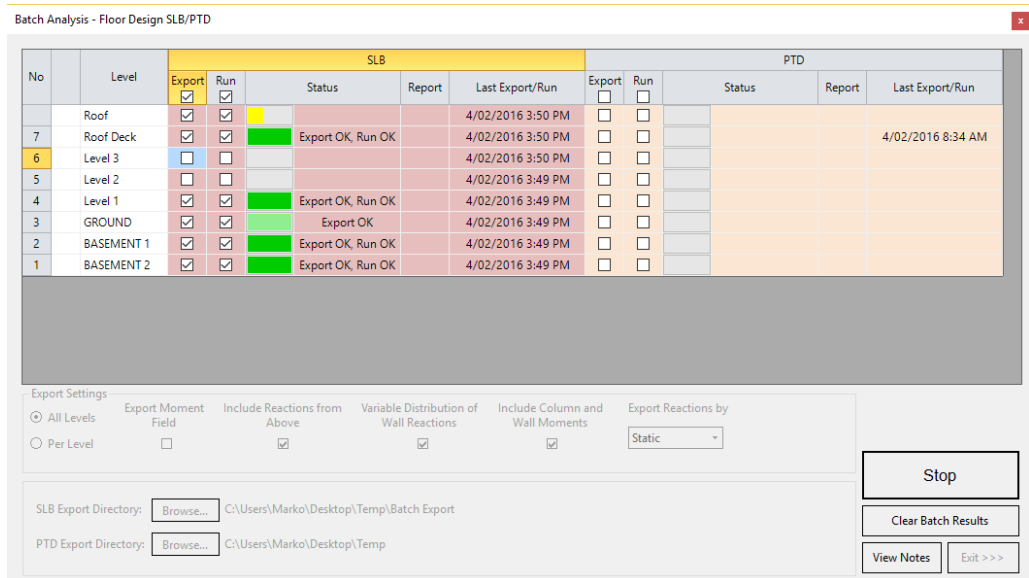 Batch Analysis - Floor Design SLB/PTD
x
No Level SLB PTD
Export Run Status Report Last Export/Run Export Run Status Report Last Export/Run
Roof 4/02/2016 3:50 PM
7 Roof Deck Export OK, Run OK 4/02/2016 3:50 PM 4/02/2016 8:34 AM
6 Level 3 4/02/2016 3:50 PM
5 Level 2 4/02/2016 3:49 PM
4 Level 1 Export OK, Run OK 4/02/2016 3:49 PM
3 GROUND Export OK 4/02/2016 3:49 PM
2 BASEMENT 1 Export OK, Run OK 4/02/2016 3:49 PM
1 BASEMENT 2 Export OK, Run OK 4/02/2016 3:49 PM
Export Settings
All Levels
Per Level
Export Moment
Field
Include Reactions from
Above
Variable Distribution of
Wall Reactions
Include Column and
Wall Moments
Export Reactions by
Static
SLB Export Directory: Browse... C:\Users\Marko\Desktop\Temp\Batch Export
PTD Export Directory: Browse... C:\Users\Marko\Desktop\Temp
Stop
Clear Batch Results
View Notes Exit >>>